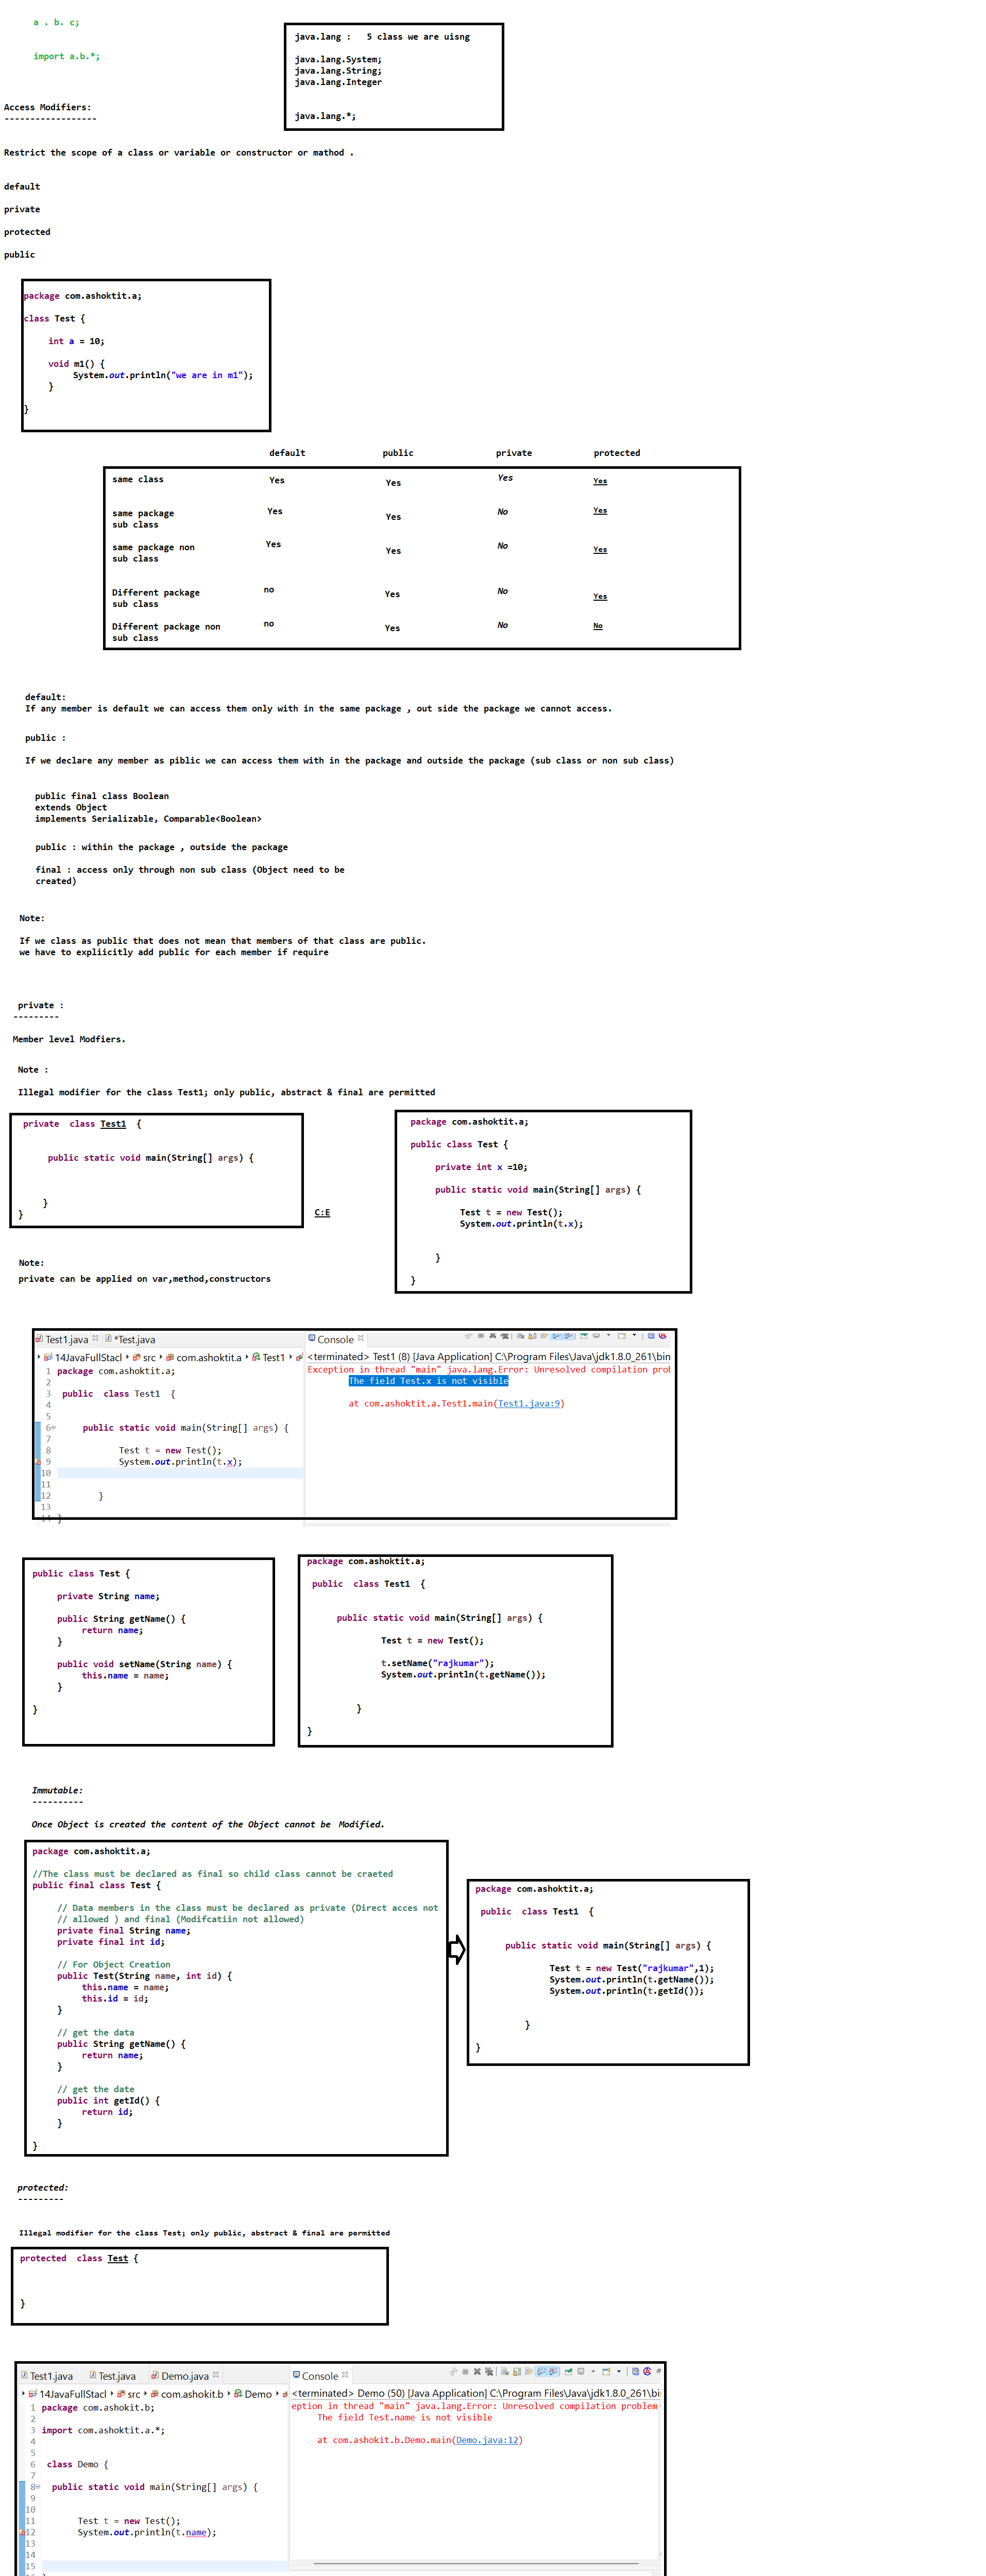 a . b. c;
import a.b.*;
java.lang : 5 class we are uisng
java.lang.System;
java.lang.String;
java.lang.Integer
java.lang.*;
Access Modifiers:
------------------
Restrict the scope of a class or variable or constructor or mathod .
default
private
protected
public
package com.ashoktit.a;
class Test {
int a = 10;
void m1() {
System.out.println("we are in m1");
}
}
default public private protected
same class Yes Yes Yes Yes
same package
sub class Yes Yes No Yes
same package non
sub class Yes Yes No Yes
Different package
sub class no Yes No Yes
Different package non
sub class no Yes No No
default:
If any member is default we can access them only with in the same package , out side the package we cannot access.
public :
If we declare any member as piblic we can access them with in the package and outside the package (sub class or non sub class)
public final class Boolean
extends Object
implements Serializable, Comparable<Boolean>
public : within the package , outside the package
final : access only through non sub class (Object need to be
created)
Note:
If we class as public that does not mean that members of that class are public.
we have to expliicitly add public for each member if require
private :
---------
Member level Modfiers.
Note :
Illegal modifier for the class Test1; only public, abstract & final are permitted
private class Test1 {
public static void main(String[] args) {
}
}
C:E
package com.ashoktit.a;
public class Test {
private int x =10;
public static void main(String[] args) {
Test t = new Test();
System.out.println(t.x);
}
}
Note:
private can be applied on var,method,constructors
Test1.java *Test.java
14JavaFullStacl src com.ashoktit.a Test1
1 package com.ashoktit.a;
2
3 public class Test1 {
4
5
6 public static void main(String[] args) {
7
8 Test t = new Test();
9 System.out.println(t.x);
10
11
12 }
13
14 }
Console
<terminated> Test1 (8) [Java Application] C:\Program Files\Java\jdk1.8.0_261\bin
Exception in thread "main" java.lang.Error: Unresolved compilation prob
The field Test.x is not visible
at com.ashoktit.a.Test1.main(Test1.java:9)
public class Test {
private String name;
public String getName() {
return name;
}
public void setName(String name) {
this.name = name;
}
}
package com.ashoktit.a;
public class Test1 {
public static void main(String[] args) {
Test t = new Test();
t.setName("rajkumar");
System.out.println(t.getName());
}
}
Immutable:
----------
Once Object is created the content of the Object cannot be Modified.
package com.ashoktit.a;
//The class must be declared as final so child class cannot be craeted
public final class Test {
// Data members in the class must be declared as private (Direct acces not
// allowed ) and final (Modifcatiin not allowed)
private final String name;
private final int id;
// For Object Creation
public Test(String name, int id) {
this.name = name;
this.id = id;
}
// get the data
public String getName() {
return name;
}
// get the date
public int getId() {
return id;
}
}
package com.ashoktit.a;
public class Test1 {
public static void main(String[] args) {
Test t = new Test("rajkumar",1);
System.out.println(t.getName());
System.out.println(t.getId());
}
}
protected:
---------
Illegal modifier for the class Test; only public, abstract & final are permitted
protected class Test {
}
Test1.java Test.java Demo.java
14JavaFullStacl src com.ashokit.b Demo
1 package com.ashokit.b;
2
3 import com.ashoktit.a.*;
4
5
6 class Demo {
7
8 public static void main(String[] args) {
9
10
11 Test t = new Test();
12 System.out.println(t.name);
13
14
15
Console
<terminated> Demo (50) [Java Application] C:\Program Files\Java\jdk1.8.0_261\bi
eption in thread "main" java.lang.Error: Unresolved compilation problem
The field Test.name is not visible
at com.ashokit.b.Demo.main(Demo.java:12)